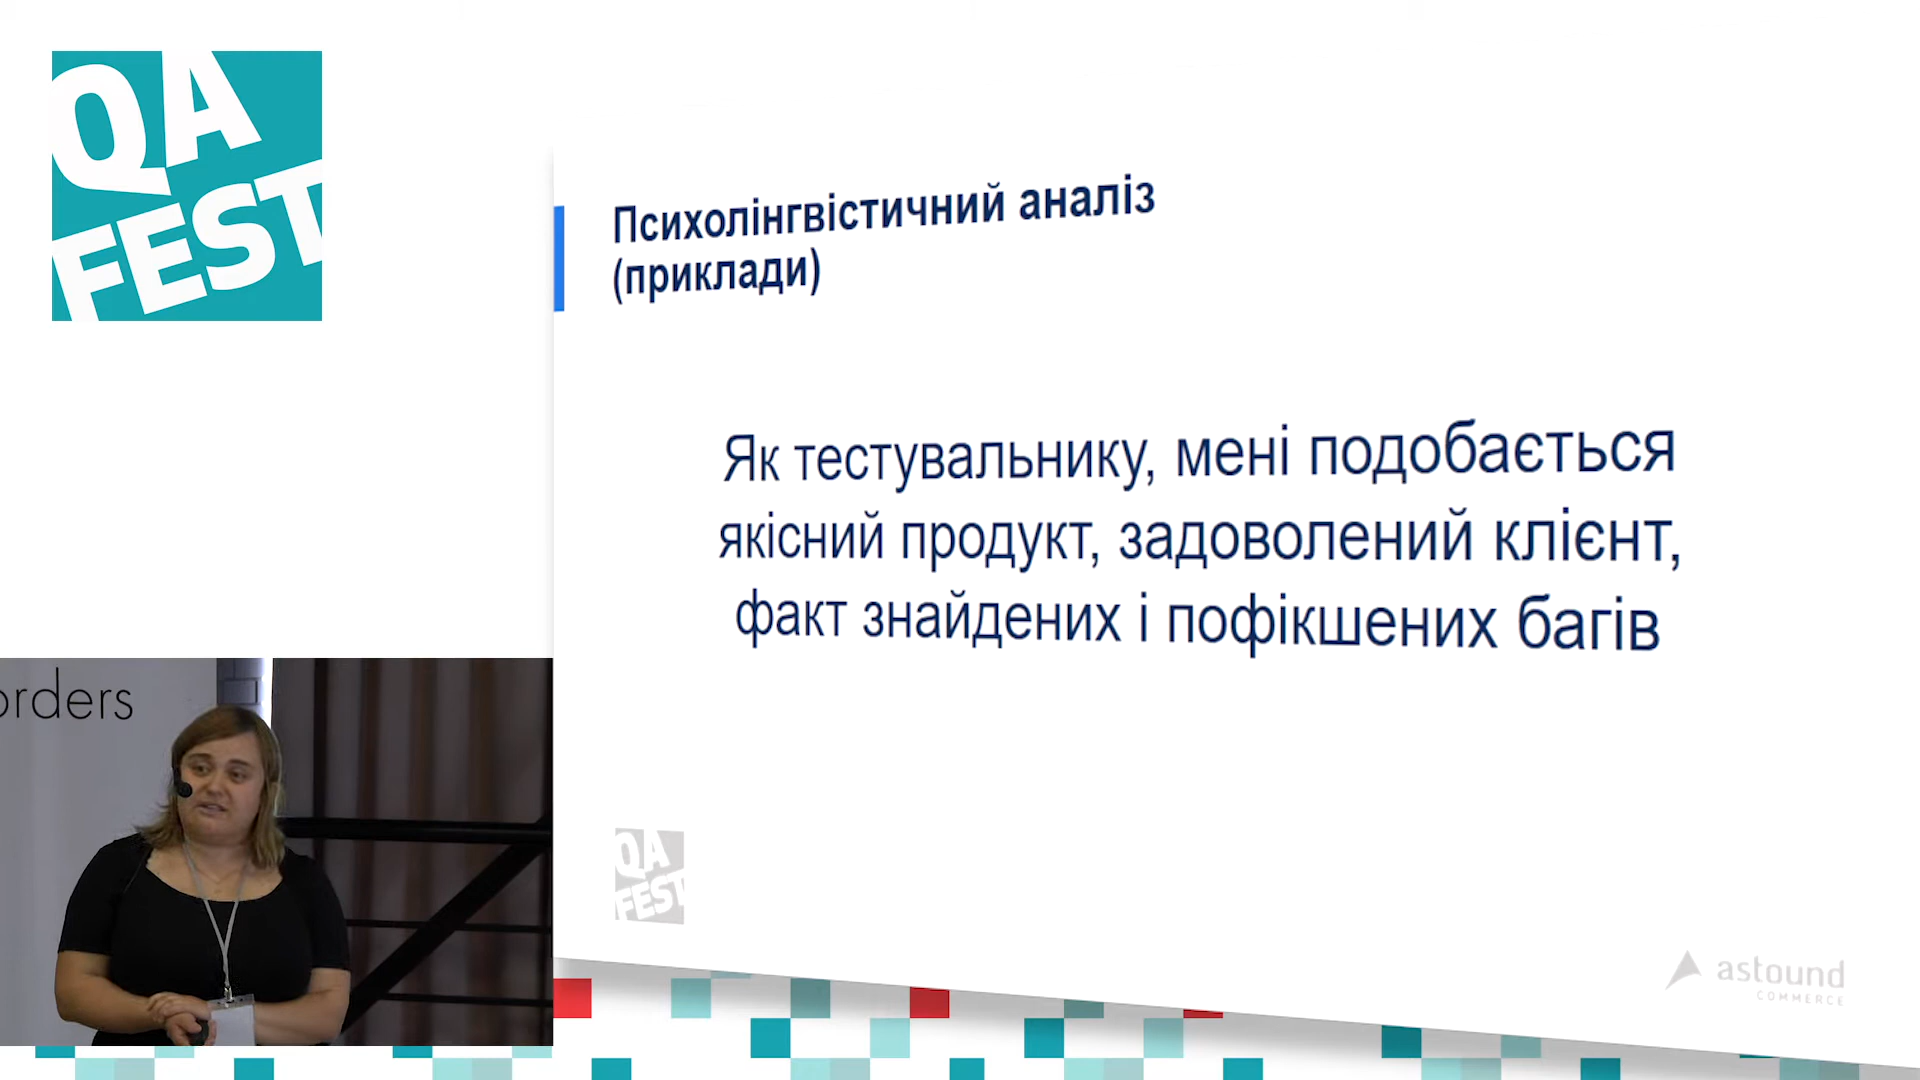 QA
FEST
Психолінгвістичний аналіз
(приклади)
Як тестувальнику, мені подобається
якісний продукт, задоволений клієнт,
факт знайдених і пофікшених багів
orders
QA
FEST
astound
COMMERCE